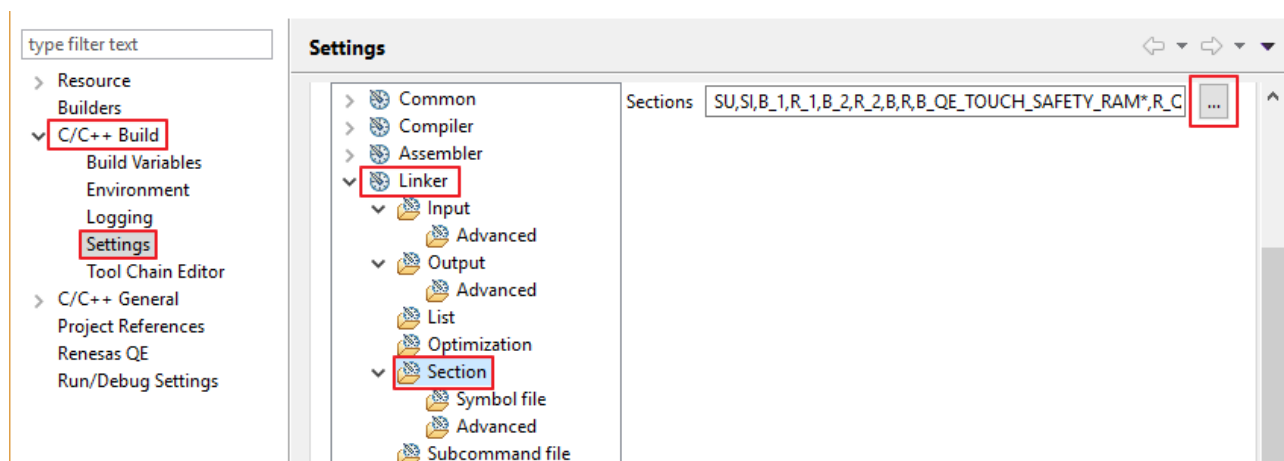 type filter text
Resource
Builders
C/C++ Build
Build Variables
Environment
Logging
Settings
Tool Chain Editor
C/C++ General
Project References
Renesas QE
Run/Debug Settings
Settings
Common
Compiler
Assembler
Linker
Input
Advanced
Output
Advanced
List
Optimization
Section
Symbol file
Advanced
Subcommand file
Sections SU,SI,B_1,R_1,B_2,R_2,B,R,B_QE_TOUCH_SAFETY_RAM*,R_C ...